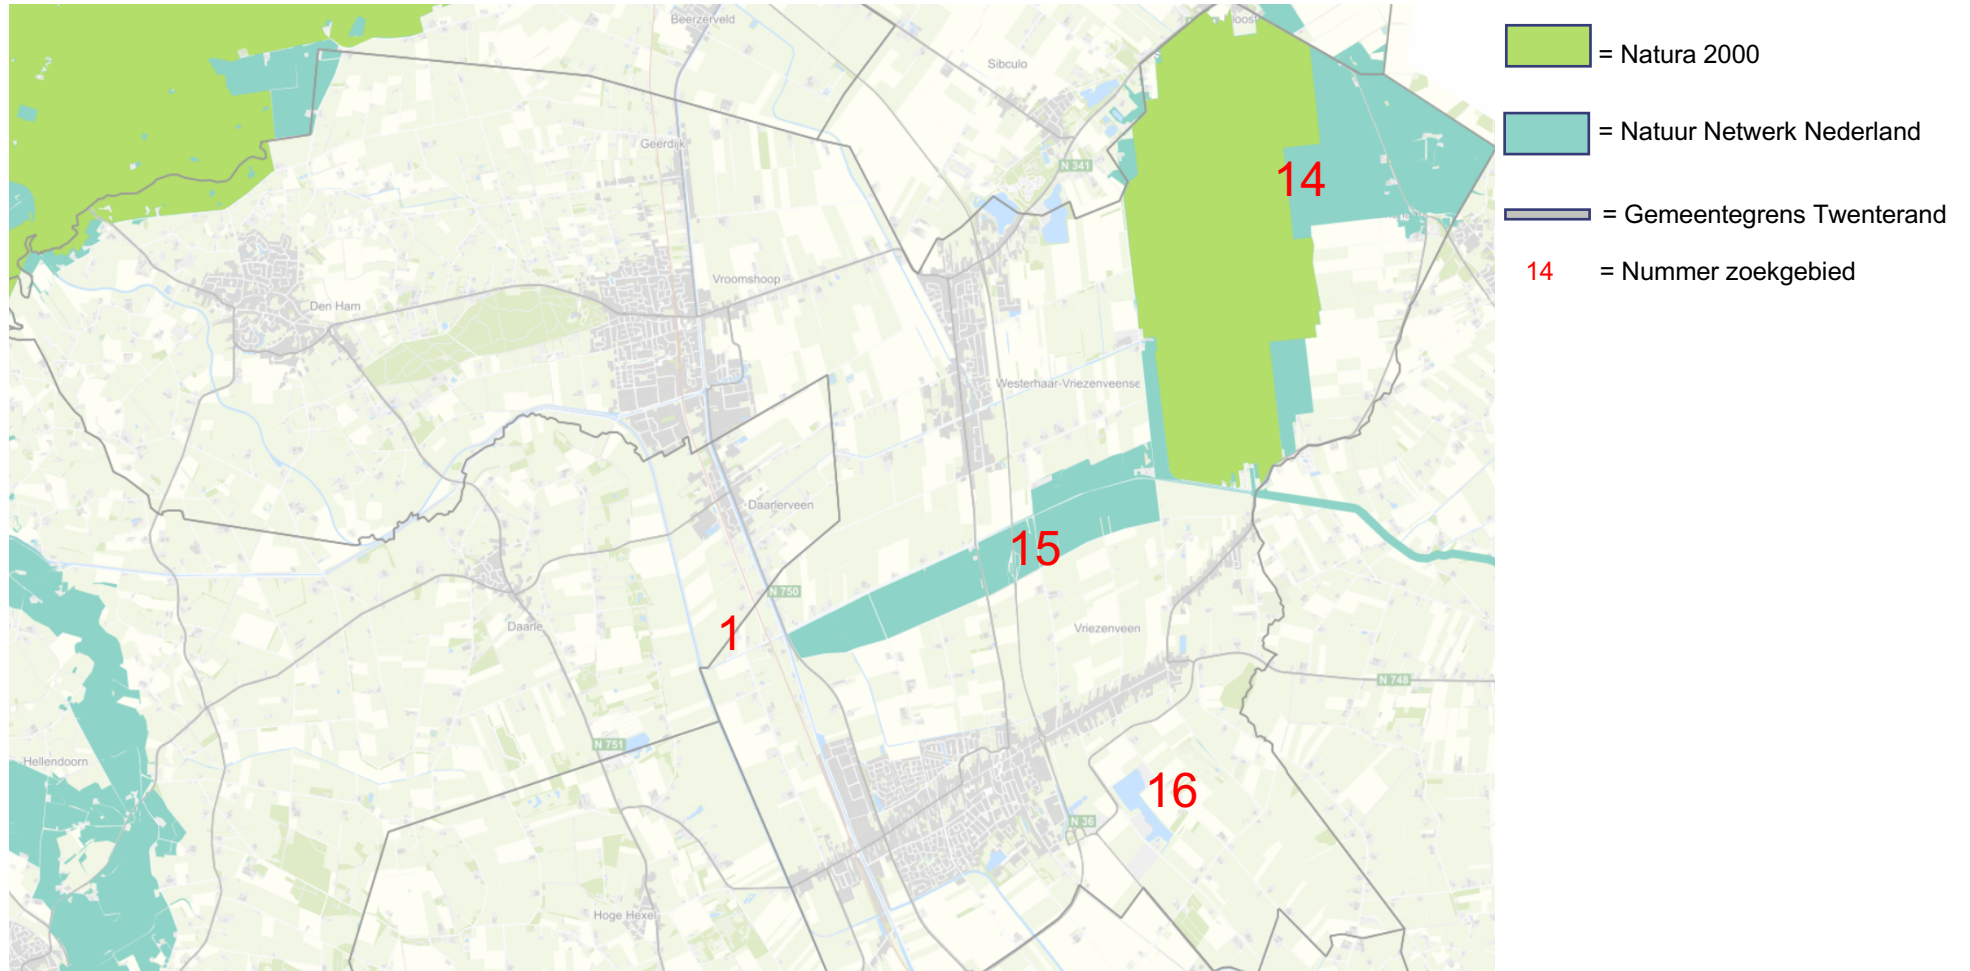 Beerzerveld
loost
Sibculo
Geerdijk
N 341
14
Vroomshoop
Den Ham
Westerhaar-Vriezenveense
Daarlerveen
15
N 750
Daarle
1
Vriezenveen
N 748
N 751
Hellendoorn
16
N 36
Hoge Hexel
= Natura 2000
= Natuur Netwerk Nederland
= Gemeentegrens Twenterand
14 = Nummer zoekgebied